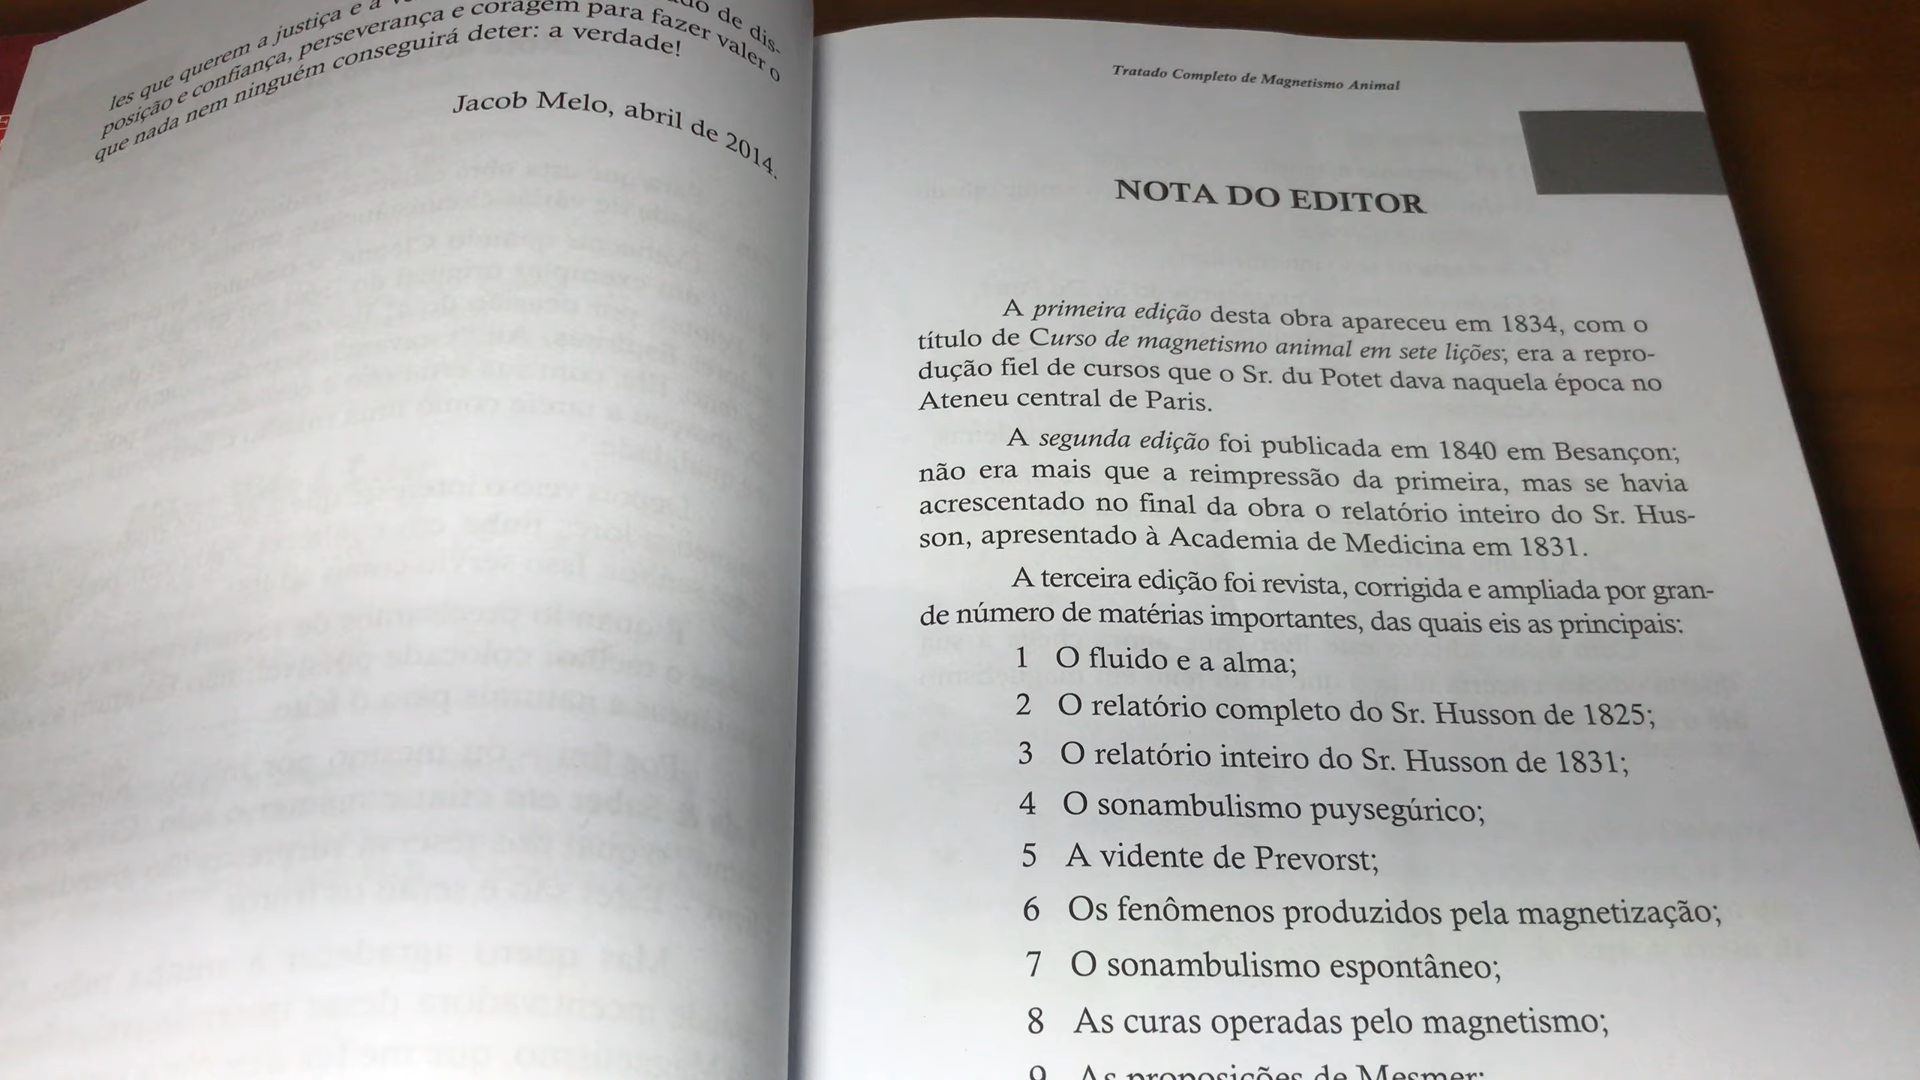 do de dis-
les que querem a justiça e a
posição e confiança, perseverança e coragem para fazer valer o
que nada nem ninguém conseguirá deter: a verdade!
Jacob Melo, abril de 2014.
Tratado Completo de Magnetismo Animal
NOTA DO EDITOR
A primeira edição desta obra apareceu em 1834, com o
título de Curso de magnetismo animal em sete lições; era a repro-
dução fiel de cursos que o Sr. du Potet dava naquela época no
Ateneu central de Paris.
A segunda edição foi publicada em 1840 em Besançon;
não era mais que a reimpressão da primeira, mas se havia
acrescentado no final da obra o relatório inteiro do Sr. Hus-
son, apresentado à Academia de Medicina em 1831.
A terceira edição foi revista, corrigida e ampliada por gran-
de número de matérias importantes, das quais eis as principais:
1 O fluido e a alma;
2 O relatório completo do Sr. Husson de 1825;
3 O relatório inteiro do Sr. Husson de 1831;
4 O sonambulismo puysegúrico;
5 A vidente de Prevorst;
6 Os fenômenos produzidos pela magnetização;
7 O sonambulismo espontâneo;
8 As curas operadas pelo magnetismo;
9 As proposições de Mesmer;